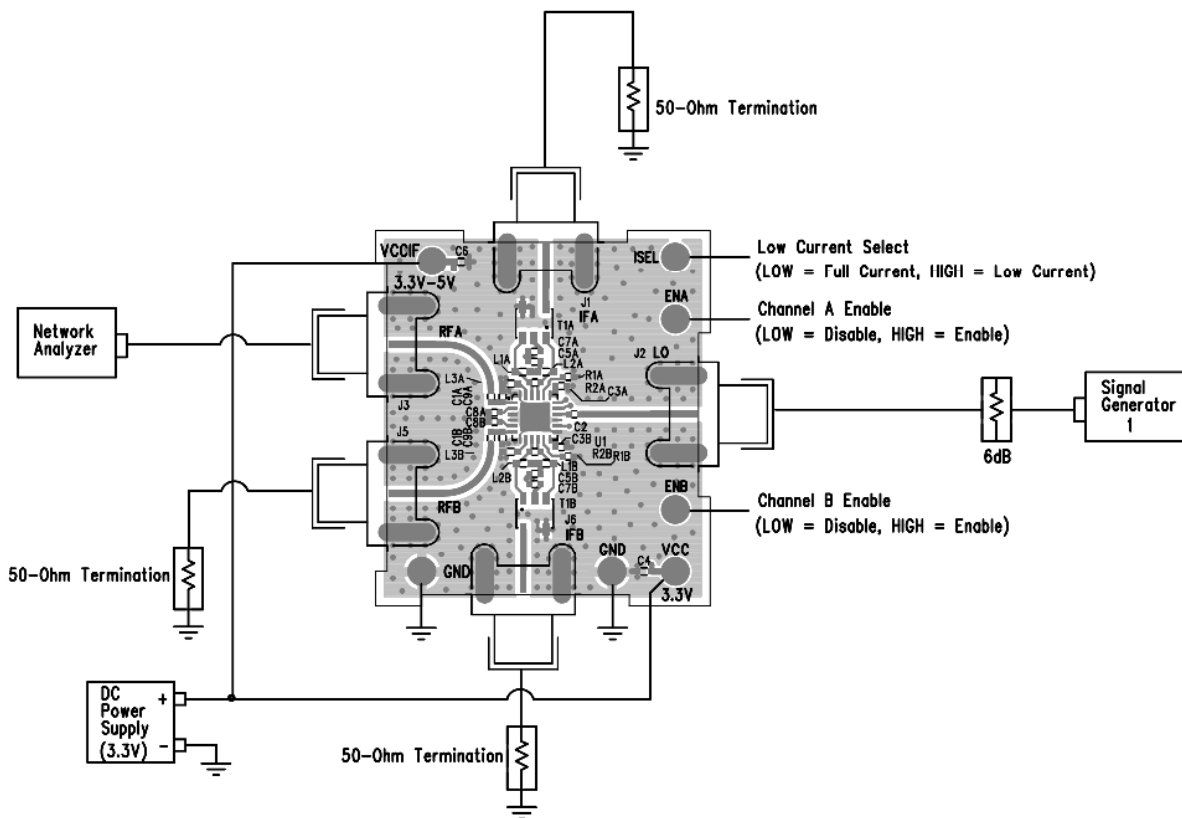 50-Ohm Termination
VCCIF
C6
3.3V-5V
ISEL
Low Current Select
(LOW = Full Current, HIGH = Low Current)
J1
IFA
ENA
Channel A Enable
(LOW = Disable, HIGH = Enable)
Network
Analyzer
RFA
T1A
C7A
C5A
L1A
L2A
J2 LO
L3A
C1A
C9A
R1A
R2A
C3A
J3
C8A
C8B
C2
Signal
Generator
1
6dB
J5
C1B
C9B
C3B
U1
R2B
R1B
L3B
L2B
L1B
C5B
C7B
ENB
Channel B Enable
(LOW = Disable, HIGH = Enable)
RFB
T1B
J6
IFB
50-Ohm Termination
GND
GND
C4
VCC
3.3V
DC
Power
Supply
(3.3V)
+
-
50-Ohm Termination